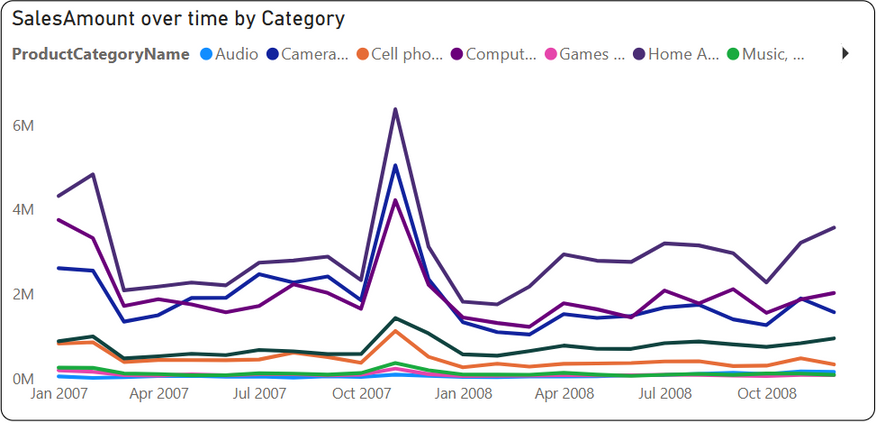 SalesAmount over time by Category
ProductCategoryName Audio Camera... Cell pho... Comput... Games ... Home A... Music, ...
6M
4M
2M
0M
Jan 2007 Apr 2007 Jul 2007 Oct 2007 Jan 2008 Apr 2008 Jul 2008 Oct 2008